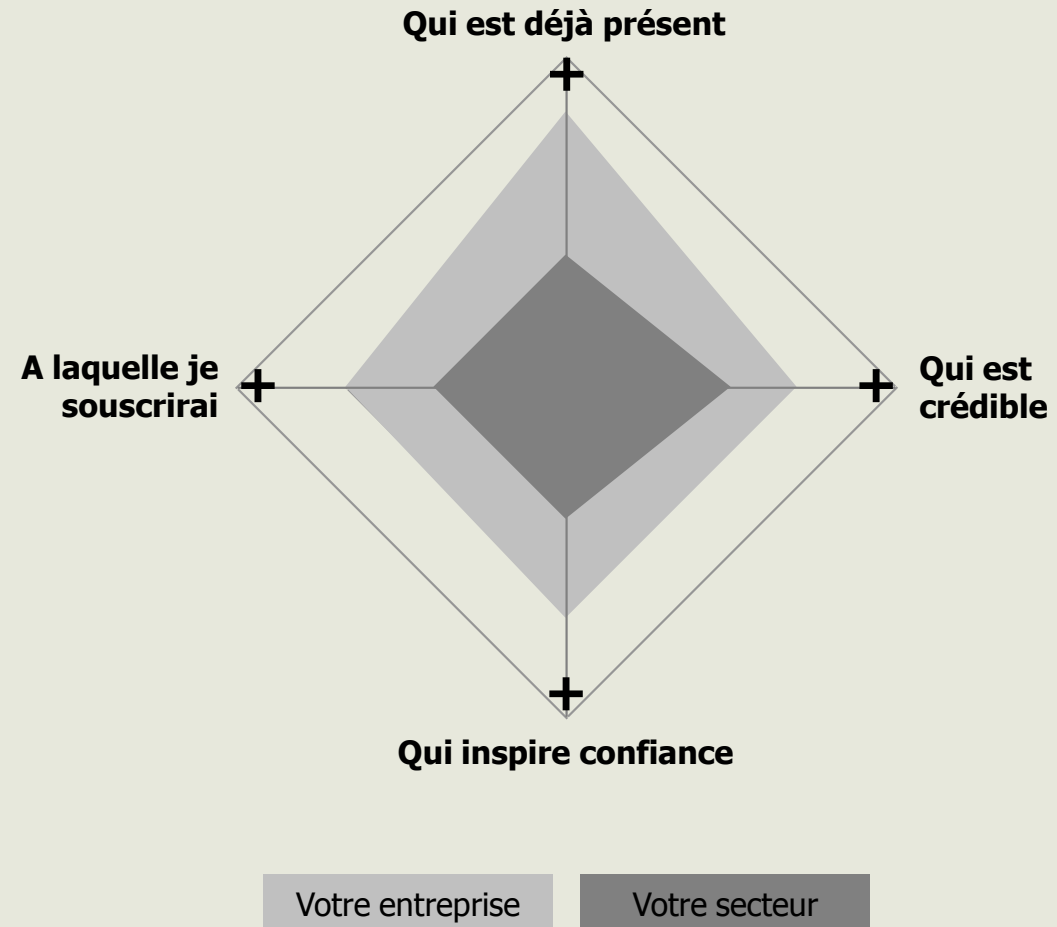 Qui est déjà présent
+
A laquelle je
souscrirai
+
+
Qui est
crédible
+
Qui inspire confiance
Votre entreprise
Votre secteur